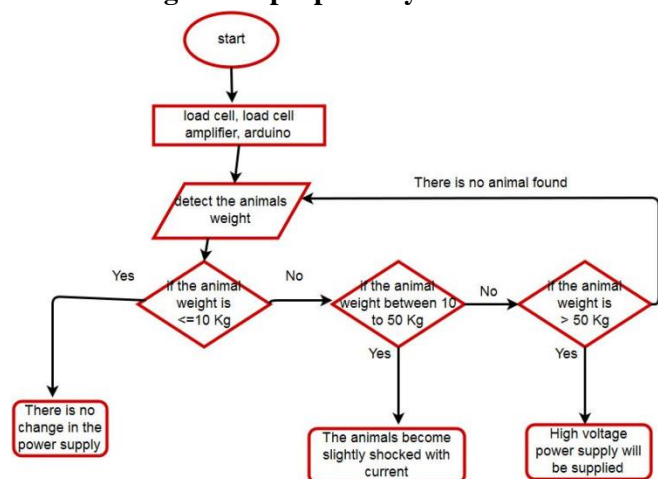 start
load cell, load cell
amplifier, arduino
There is no animal found
detect the animals
weight
Yes
if the animal
weight is
<=10 Kg
No
if the animal
weight between 10
to 50 Kg
No
if the animal
weight is
> 50 Kg
Yes
Yes
There is no
change in the
power supply
The animals become
slightly shocked with
current
High voltage
power supply will
be supplied